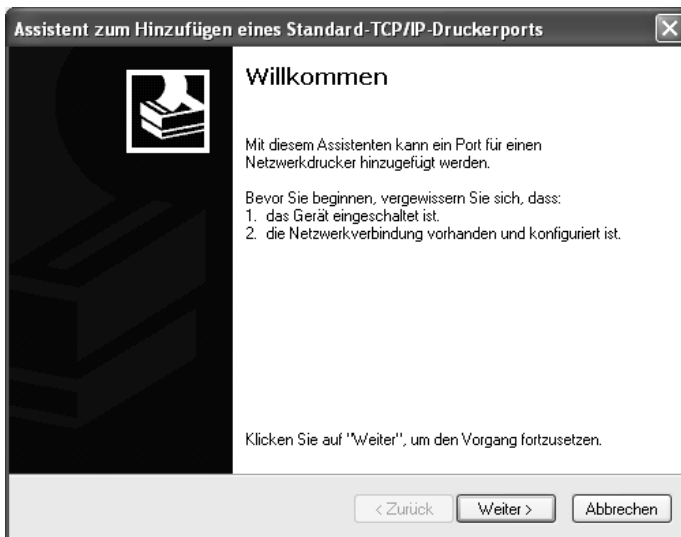 Assistent zum Hinzufügen eines Standard-TCP/IP-Druckerports
Willkommen
Mit diesem Assistenten kann ein Port für einen
Netzwerkdrucker hinzugefügt werden.
Bevor Sie beginnen, vergewissern Sie sich, dass:
1. das Gerät eingeschaltet ist.
2. die Netzwerkverbindung vorhanden und konfiguriert ist.
Klicken Sie auf "Weiter", um den Vorgang fortzusetzen.
< Zurück Weiter > Abbrechen